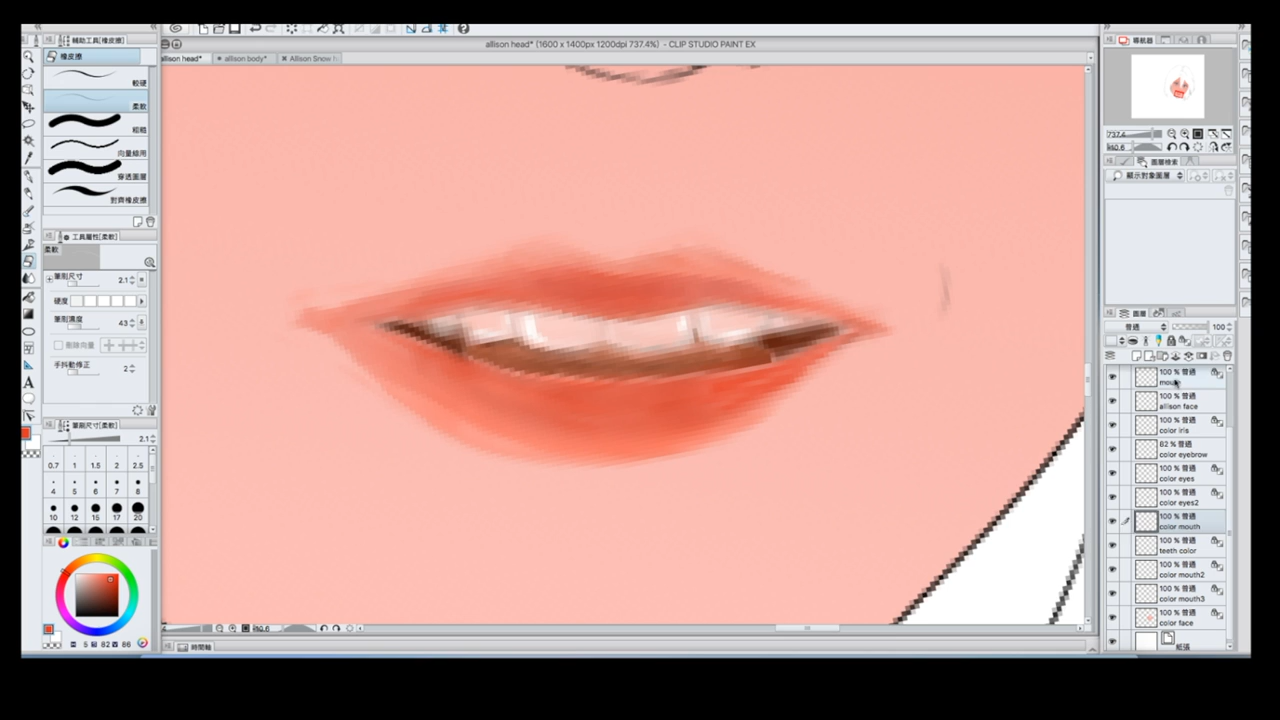 輔助工具[橡皮擦]
橡皮擦
較硬
柔軟
粗糙
向量線用
穿透圖層
對齊橡皮擦
工具屬性[柔軟]
柔軟
筆刷尺寸 2.1
硬度
筆刷濃度 43
刪除向量
手抖動修正 2
筆刷尺寸[柔軟]
2.1
0.7 1 1.5 2 2.5
4 5 6 7 8
10 12 15 17 20
5 82 86
allison head* (1600 x 1400px 1200dpi 737.4%) - CLIP STUDIO PAINT EX
allison head* allison body* Allison Snow
時間軸
導航器
737.4
圖層檢索
顯示對象圖層
圖層
普通 100
100 % 普通
mouth
100 % 普通
allison face
100 % 普通
color iris
82 % 普通
color eyebrow
100 % 普通
color eyes
100 % 普通
color eyes2
100 % 普通
color mouth
100 % 普通
teeth color
100 % 普通
color mouth2
100 % 普通
color mouth3
100 % 普通
color face
紙張